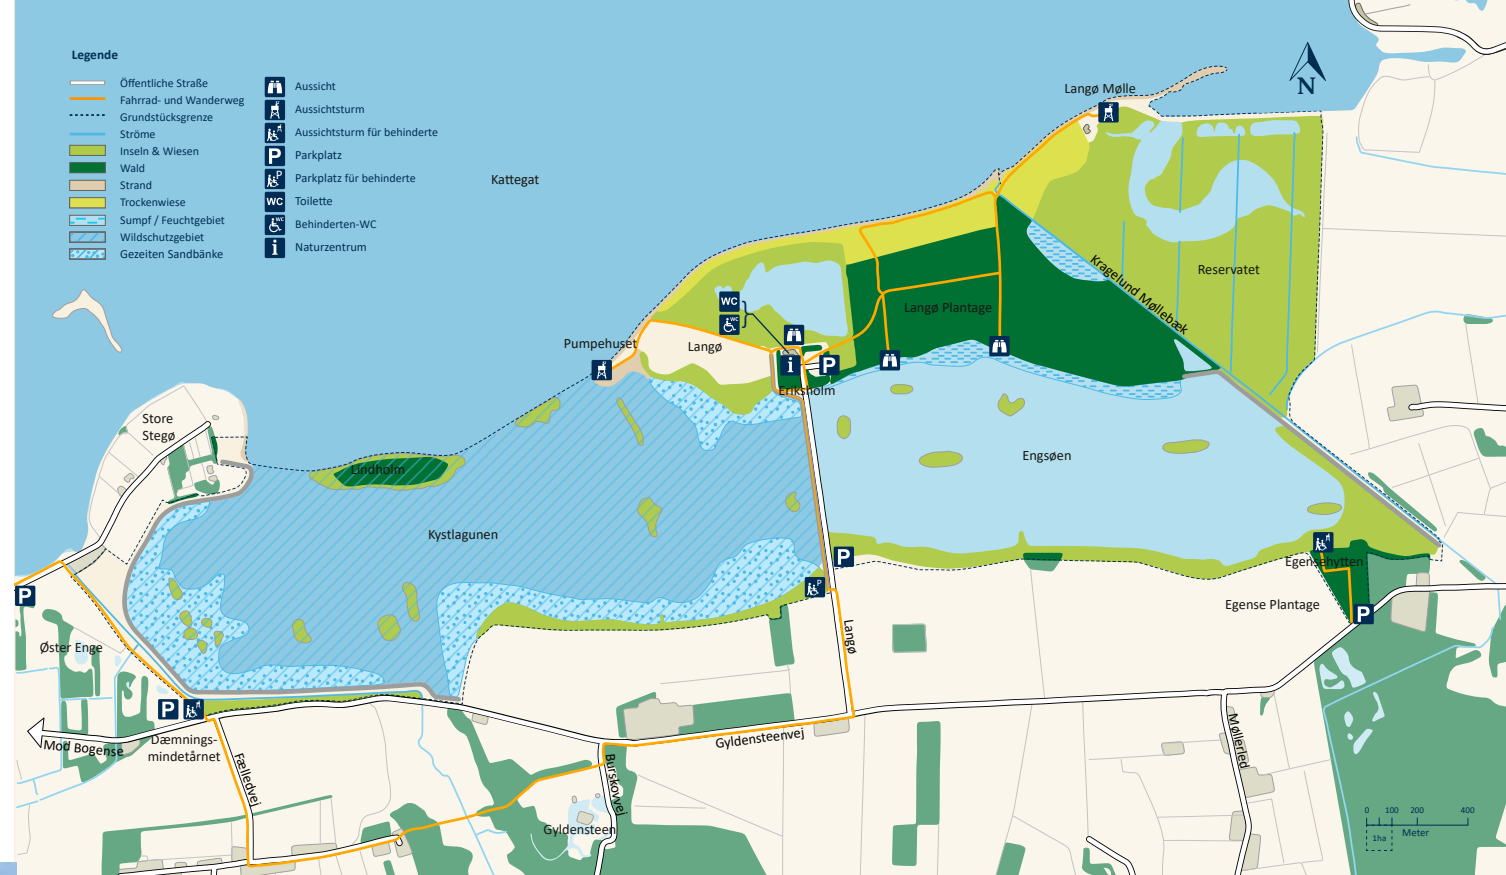 Legende
Öffentliche Straße
Fahrrad- und Wanderweg
Grundstücksgrenze
Ströme
Inseln & Wiesen
Wald
Strand
Trockenwiese
Sumpf / Feuchtgebiet
Wildschutzgebiet
Gezeiten Sandbänke
Aussicht
Aussichtsturm
Aussichtsturm für behinderte
P Parkplatz
P Parkplatz für behinderte
WC Toilette
WC Behinderten-WC
i Naturzentrum
Kattegat
Langø Mølle
N
Reservatet
Kragelund Møllebæk
Langø Plantage
WC
WC
Pumpehuset
Langø
i
P
Eriksholm
Store
Stegø
Lindholm
Engsøen
Kystlagunen
P
P
P
Egensehytten
Egense Plantage
P
P
Langø
Øster Enge
P
Dæmnings-
mindetårnet
Mod Bogense
Fælledvej
Gyldensteenvej
Burskovvej
Gyldensteen
Møllerled
0 100 200 400
Meter
1ha